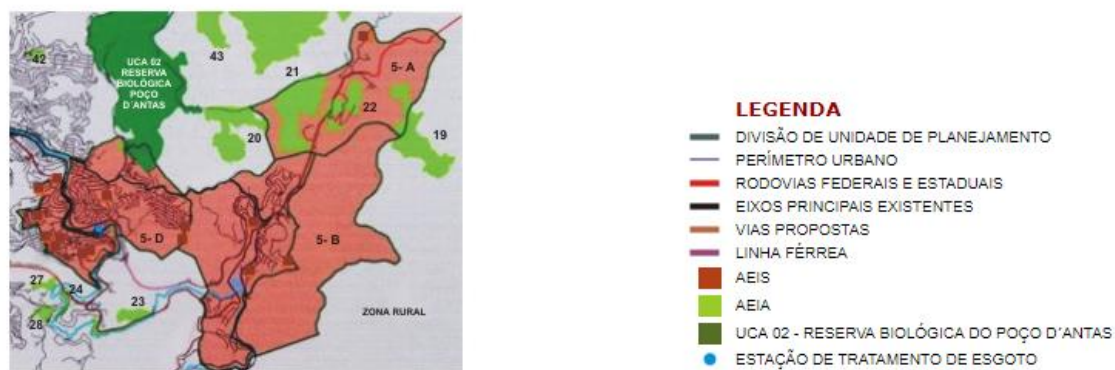 42
UCA 02
RESERVA
BIOLÓGICA
POÇO
D´ANTAS
43
21
5- A
22
20
19
5- D
5- B
27
24
23
28
ZONA RURAL
LEGENDA
DIVISÃO DE UNIDADE DE PLANEJAMENTO
PERÍMETRO URBANO
RODOVIAS FEDERAIS E ESTADUAIS
EIXOS PRINCIPAIS EXISTENTES
VIAS PROPOSTAS
LINHA FÉRREA
AEIS
AEIA
UCA 02 - RESERVA BIOLÓGICA DO POÇO D´ANTAS
ESTAÇÃO DE TRATAMENTO DE ESGOTO